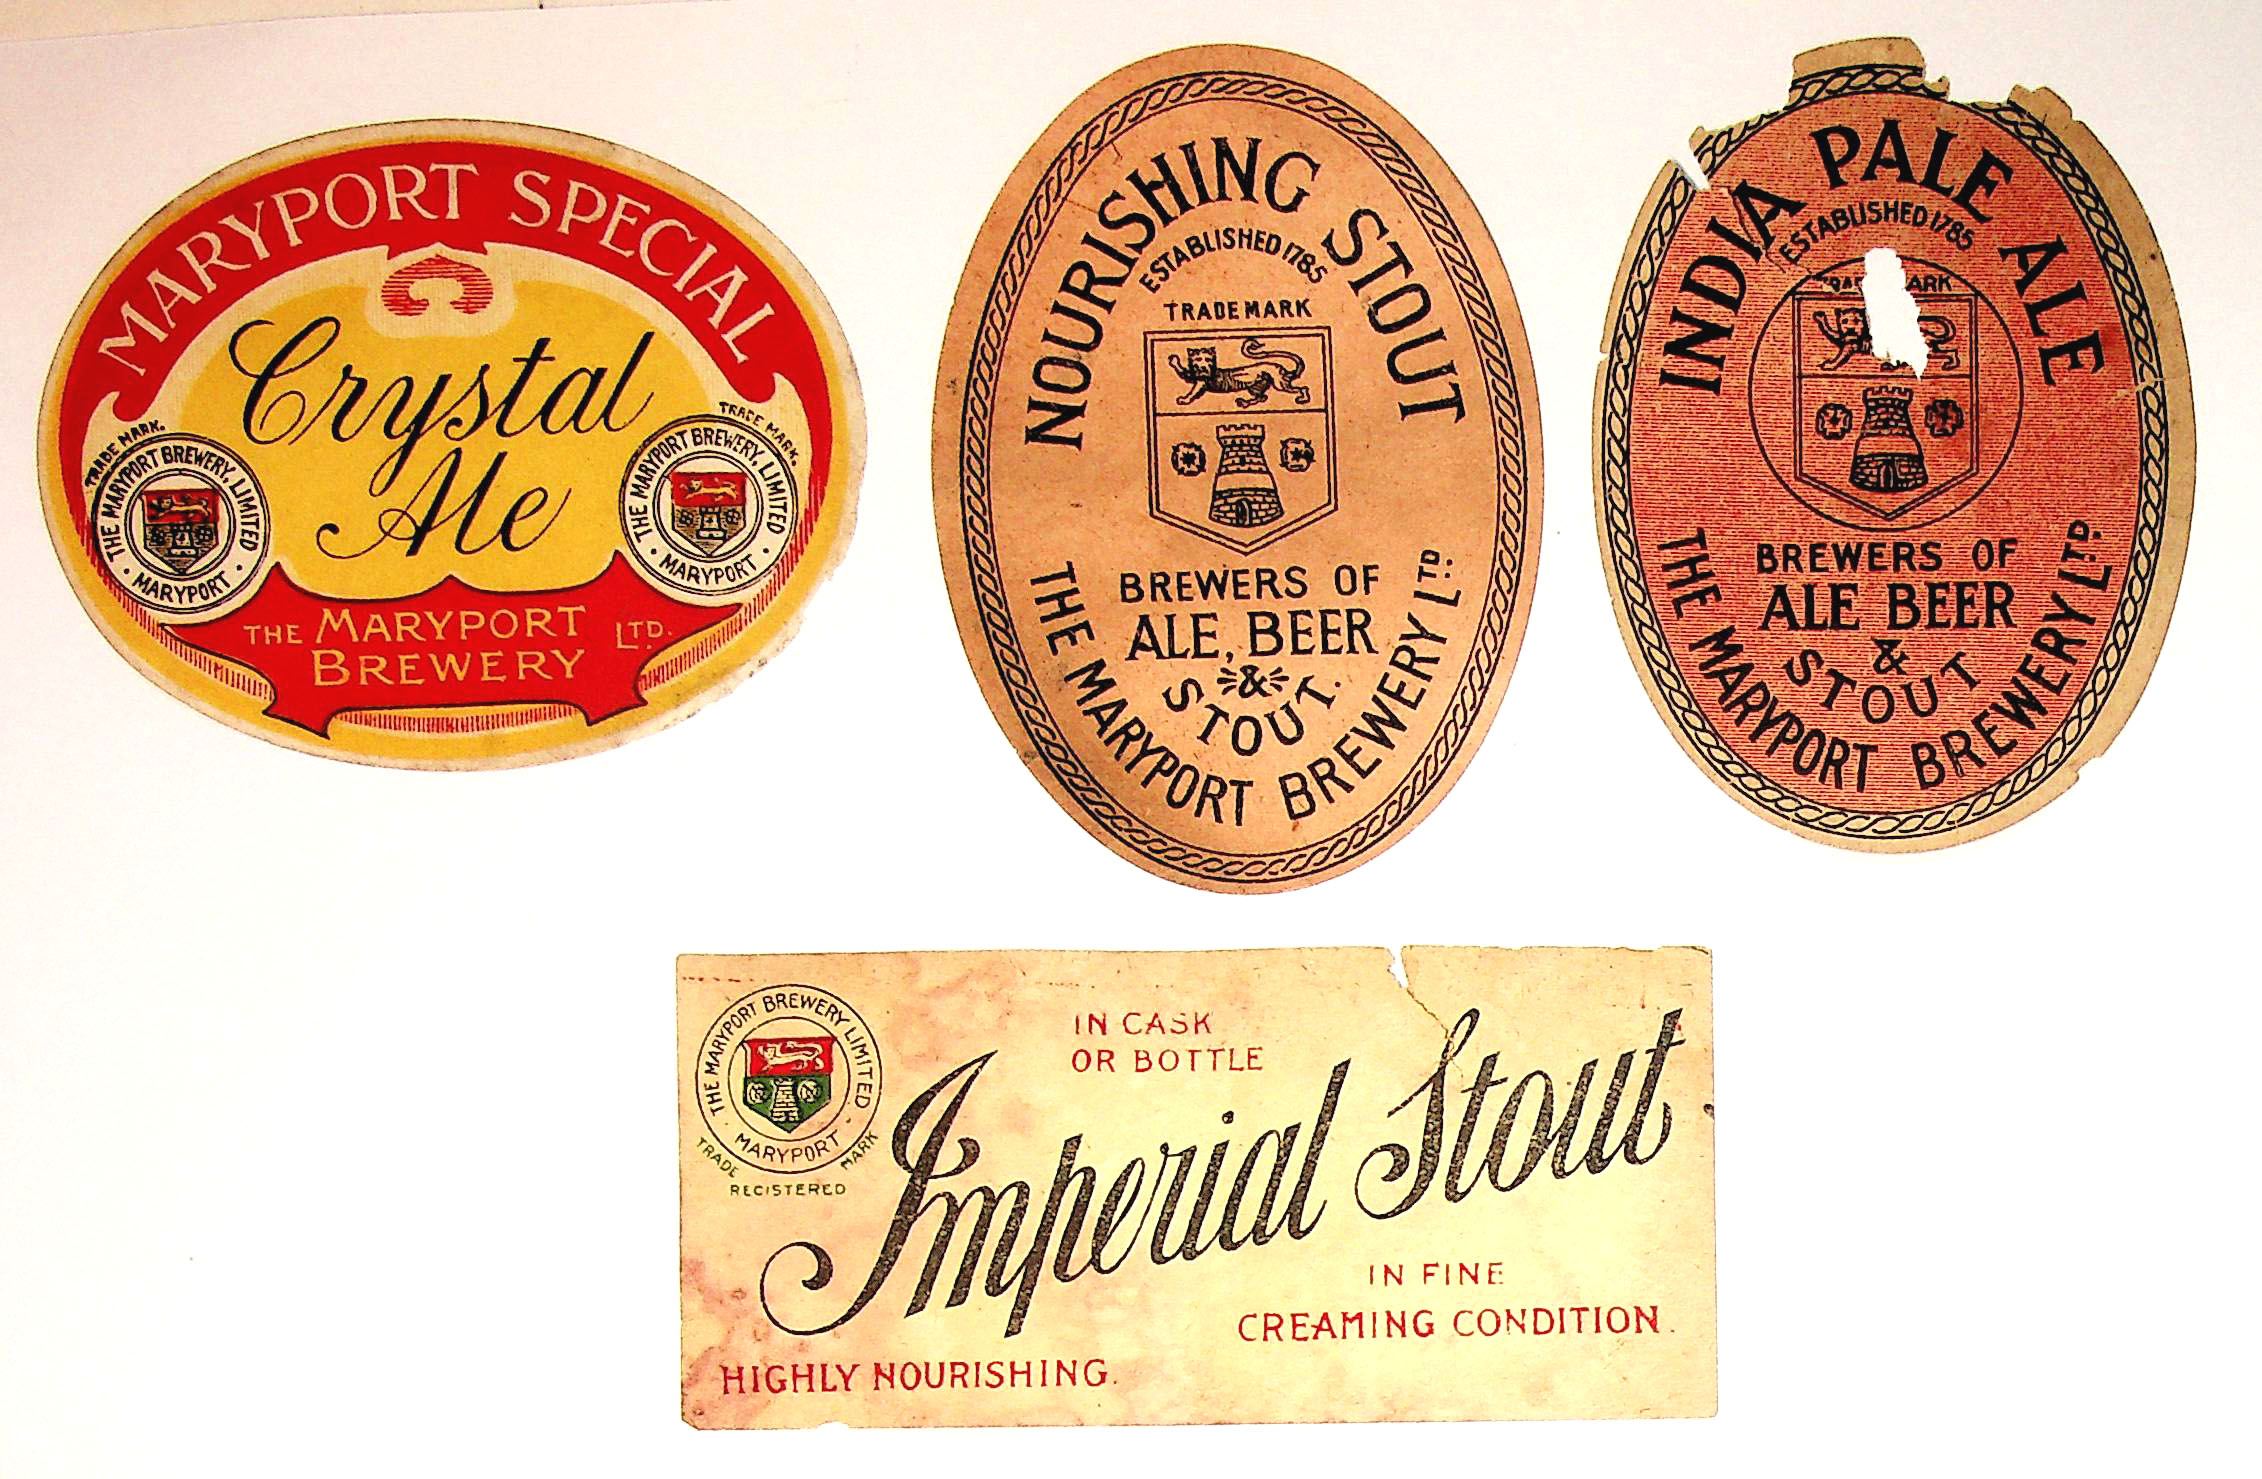 MARYPORT SPECIAL
Crystal
Ale
TRADE MARK.
THE MARYPORT BREWERY, LIMITED
· MARYPORT ·
TRADE MARK.
THE MARYPORT BREWERY, LIMITED
· MARYPORT ·
THE MARYPORT LTD.
BREWERY
NOURISHING STOUT
ESTABLISHED 1785
TRADE MARK
BREWERS OF
ALE, BEER
&
STOUT.
THE MARYPORT BREWERY LTD.
INDIA PALE ALE
ESTABLISHED 1785
BREWERS OF
ALE BEER
&
STOUT
THE MARYPORT BREWERY LTD.
THE MARYPORT BREWERY LIMITED
· MARYPORT ·
TRADE MARK
REGISTERED
IN CASK
OR BOTTLE
Imperial Stout
IN FINE
CREAMING CONDITION.
HIGHLY NOURISHING.